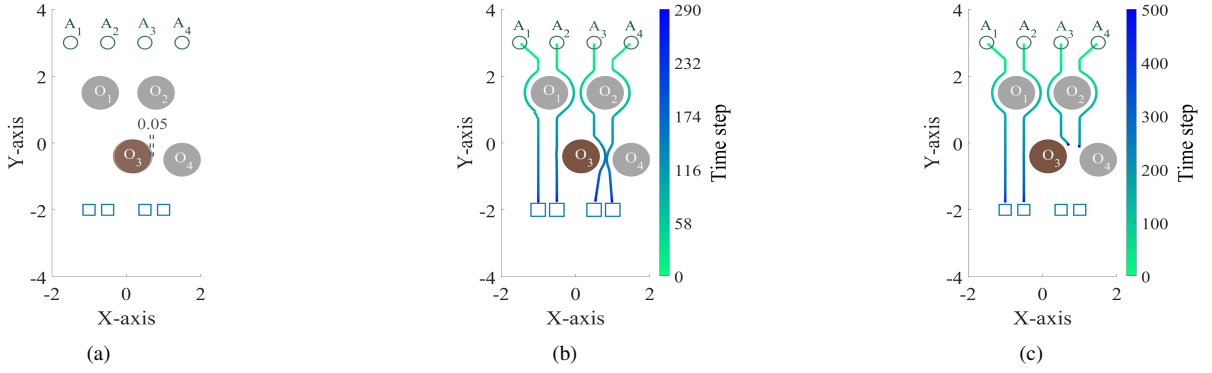 4
2
0
-2
-4
-2
0
2
Y-axis
X-axis
A1 A2 A3 A4
O1 O2
0.05
O3 O4
(a)
4
2
0
-2
-4
-2
0
2
Y-axis
X-axis
A1 A2 A3 A4
O1 O2
O3 O4
290
232
174
116
58
0
Time step
(b)
4
2
0
-2
-4
-2
0
2
Y-axis
X-axis
A1 A2 A3 A4
O1 O2
O3 O4
500
400
300
200
100
0
Time step
(c)